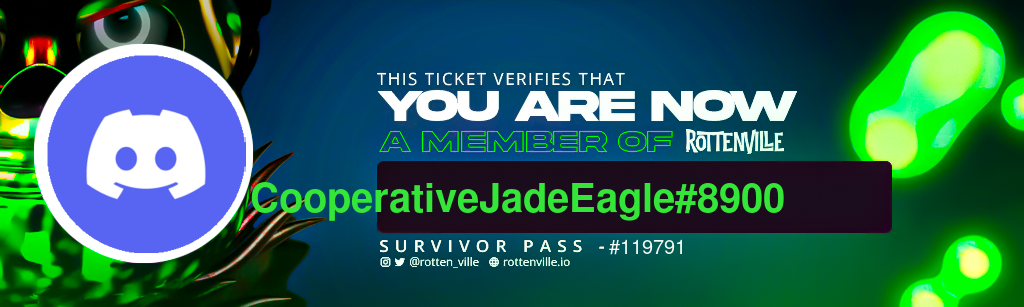 THIS TICKET VERIFIES THAT
YOU ARE NOW
A MEMBER OF ROTTENVILLE
CooperativeJadeEagle#8900
SURVIVOR PASS - #119791
@rotten_ville rottenville.io